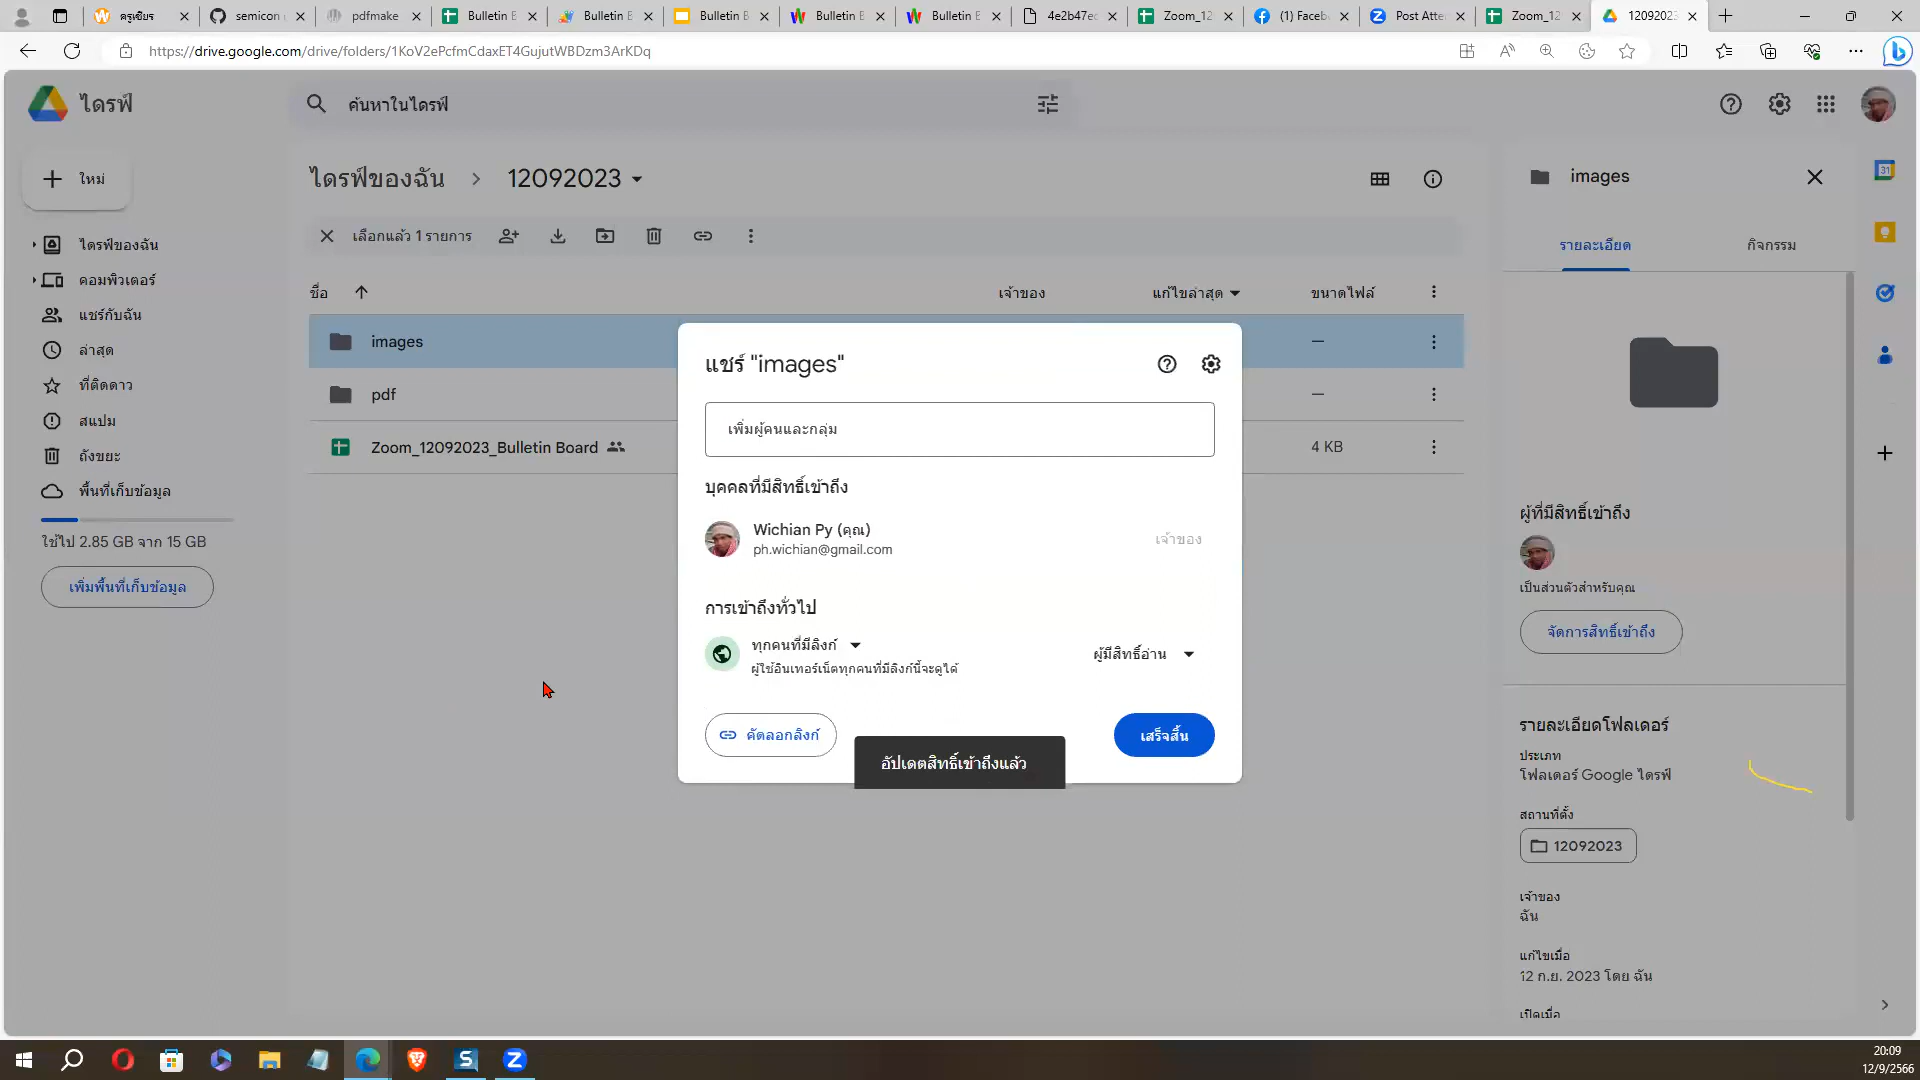 ครูเชียร
semicon
pdfmake
Bulletin B
Bulletin B
Bulletin B
Bulletin B
Bulletin B
4e2b47ec
Zoom_12
(1) Faceb
Post Atte
Zoom_12
12092023
https://drive.google.com/drive/folders/1KoV2ePcfmCdaxET4GujutWBDzm3ArKDq
ไดรฟ์
ค้นหาในไดรฟ์
ใหม่
ไดรฟ์ของฉัน
คอมพิวเตอร์
แชร์กับฉัน
ล่าสุด
ที่ติดดาว
สแปม
ถังขยะ
พื้นที่เก็บข้อมูล
ใช้ไป 2.85 GB จาก 15 GB
เพิ่มพื้นที่เก็บข้อมูล
ไดรฟ์ของฉัน > 12092023
เลือกแล้ว 1 รายการ
ชื่อ เจ้าของ แก้ไขล่าสุด ขนาดไฟล์
images —
pdf —
Zoom_12092023_Bulletin Board 4 KB
แชร์ "images"
เพิ่มผู้คนและกลุ่ม
บุคคลที่มีสิทธิ์เข้าถึง
Wichian Py (คุณ)
ph.wichian@gmail.com
เจ้าของ
การเข้าถึงทั่วไป
ทุกคนที่มีลิงก์
ผู้ใช้อินเทอร์เน็ตทุกคนที่มีลิงก์นี้จะดูได้
ผู้มีสิทธิ์อ่าน
คัดลอกลิงก์
เสร็จสิ้น
อัปเดตสิทธิ์เข้าถึงแล้ว
images
รายละเอียด กิจกรรม
ผู้ที่มีสิทธิ์เข้าถึง
เป็นส่วนตัวสำหรับคุณ
จัดการสิทธิ์เข้าถึง
รายละเอียดโฟลเดอร์
ประเภท
โฟลเดอร์ Google ไดรฟ์
สถานที่ตั้ง
12092023
เจ้าของ
ฉัน
แก้ไขเมื่อ
12 ก.ย. 2023 โดย ฉัน
เปิดเมื่อ
31
20:09
12/9/2566